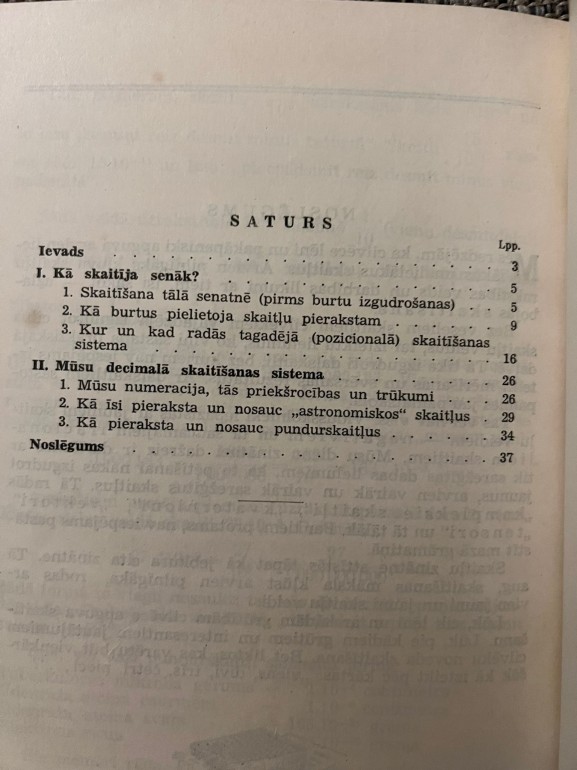 SATURS
Lpp.
Ievads . . . . . . . . . . . . . . . 3
I. Kā skaitīja senāk? . . . . . . . . . . 5
1. Skaitīšana tālā senatnē (pirms burtu izgudrošanas) . . 5
2. Kā burtus pielietoja skaitļu pierakstam . . . . . 9
3. Kur un kad radās tagadējā (pozicionalā) skaitīšanas
sistema . . . . . . . . . . . . . 16
II. Mūsu decimalā skaitīšanas sistema . . . . . . . 26
1. Mūsu numeracija, tās priekšrocības un trūkumi . . 26
2. Kā īsi pieraksta un nosauc „astronomiskos“ skaitļus . 29
3. Kā pieraksta un nosauc pundurskaitļus . . . . . 34
Noslēgums . . . . . . . . . . . . . . 37